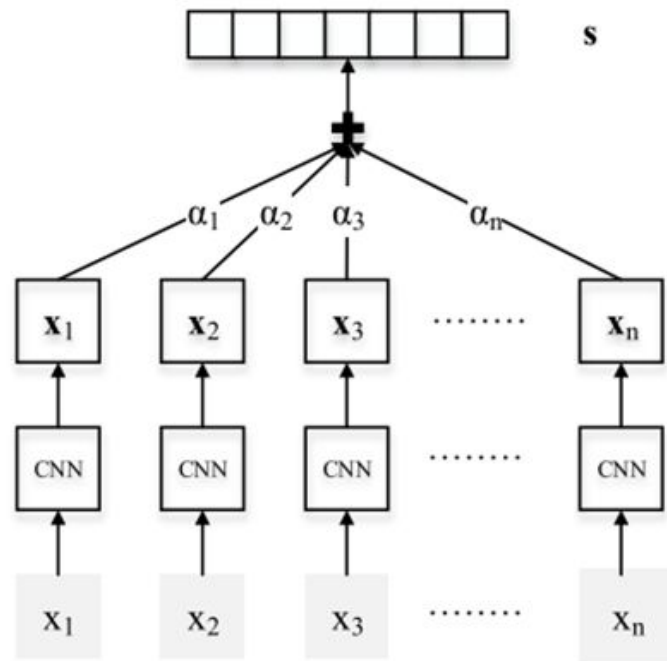 s
α₁ α₂ α₃ αₙ
x₁ x₂ x₃ ......... xₙ
CNN CNN CNN ......... CNN
x₁ x₂ x₃ ......... xₙ